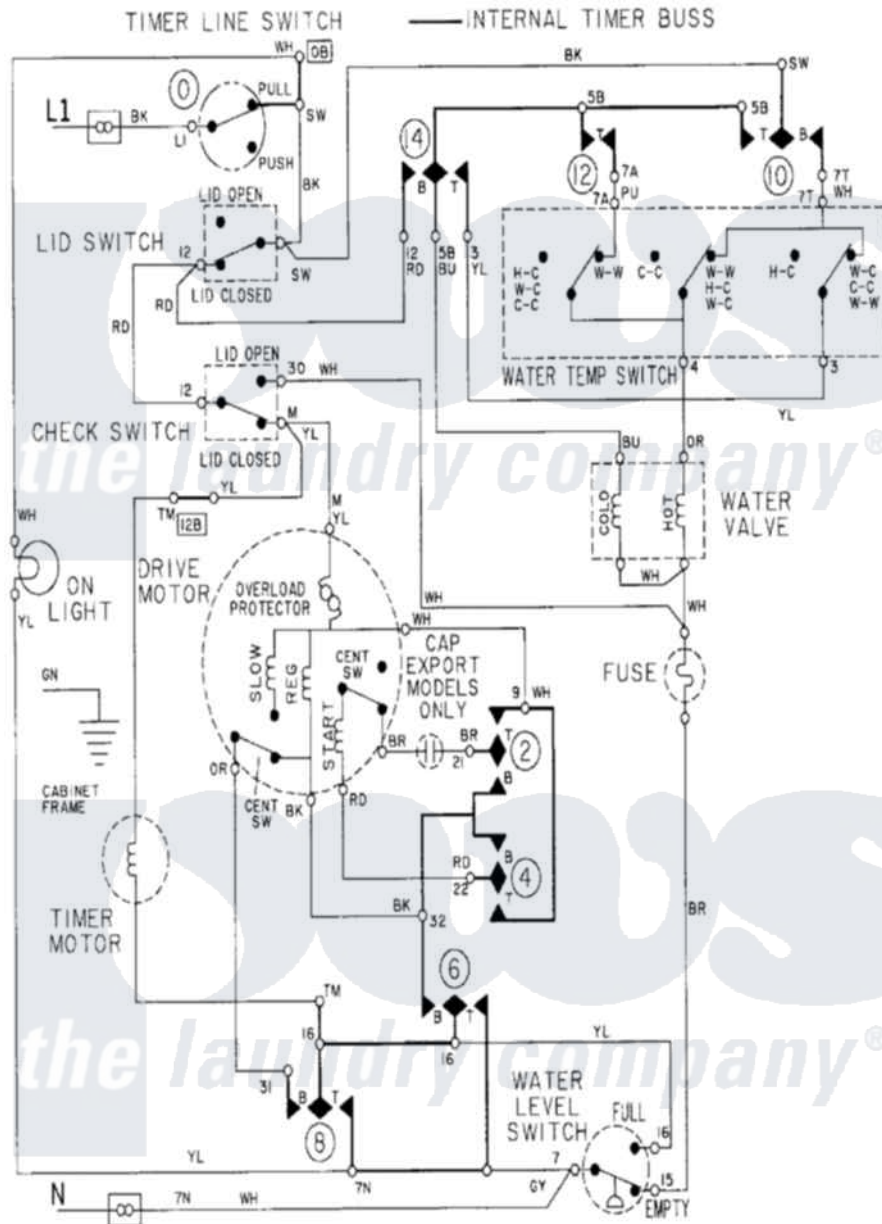 TIMER LINE SWITCH
INTERNAL TIMER BUSS
WH
0B
BK
SW
0
PULL
SW
5B
5B
L1
BK
L1
14
T
T
B
PUSH
BK
B
T
12
7A
PU
10
7T
WH
LID OPEN
7A
7T
LID SWITCH
12
SW
12
RD
5B
BU
3
YL
H-C
W-C
C-C
W-W
C-C
W-W
H-C
W-C
H-C
W-C
C-C
W-W
LID CLOSED
RD
RD
LID OPEN
30
WH
WATER TEMP SWITCH
4
3
12
M
YL
YL
CHECK SWITCH
LID CLOSED
BU
OR
the laundry company®
YL
M
YL
TM
12B
COLD
HOT
WATER
VALVE
WH
WH
DRIVE
MOTOR
OVERLOAD
PROTECTOR
WH
ON
LIGHT
YL
WH
WH
CAP
EXPORT
MODELS
ONLY
CENT
SW
FUSE
GN
SLOW
REG
START
9
WH
BR
BR
21
T
2
B
OR
CENT
SW
BK
RD
CABINET
FRAME
B
RD
22
4
T
BK
32
BR
TIMER
MOTOR
6
B
T
TM
16
16
YL
the laundry company®
31
B
T
8
WATER
LEVEL
SWITCH
FULL
16
YL
7
7N
GY
15
N
7N
WH
EMPTY